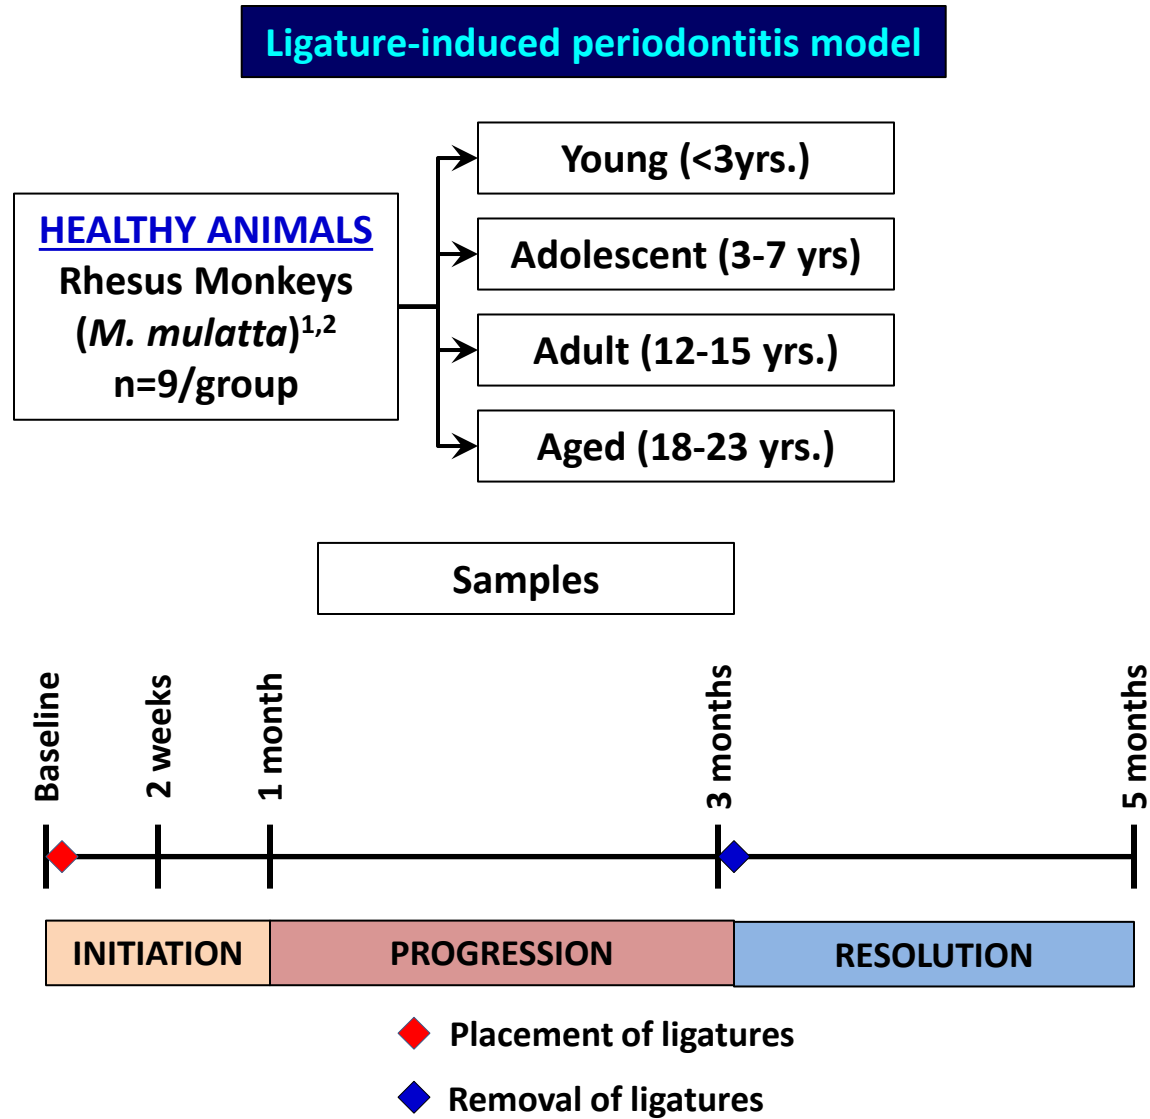 Ligature-induced periodontitis model
HEALTHY ANIMALS
Rhesus Monkeys
(M. mulatta)1,2
n=9/group
Young (<3yrs.)
Adolescent (3-7 yrs)
Adult (12-15 yrs.)
Aged (18-23 yrs.)
Samples
Baseline
2 weeks
1 month
3 months
5 months
INITIATION
PROGRESSION
RESOLUTION
Placement of ligatures
Removal of ligatures